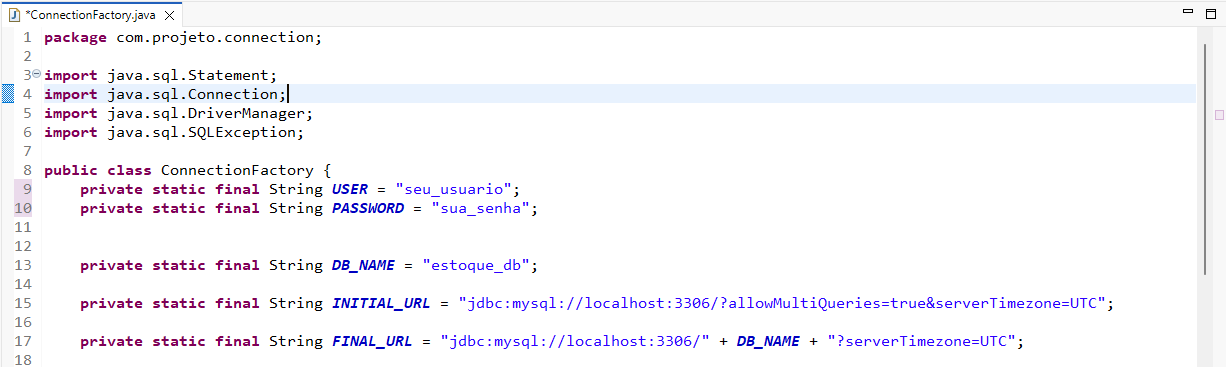 *ConnectionFactory.java
1 package com.projeto.connection;
2
3 import java.sql.Statement;
4 import java.sql.Connection;
5 import java.sql.DriverManager;
6 import java.sql.SQLException;
7
8 public class ConnectionFactory {
9 private static final String USER = "seu_usuario";
10 private static final String PASSWORD = "sua_senha";
11
12
13 private static final String DB_NAME = "estoque_db";
14
15 private static final String INITIAL_URL = "jdbc:mysql://localhost:3306/?allowMultiQueries=true&serverTimezone=UTC";
16
17 private static final String FINAL_URL = "jdbc:mysql://localhost:3306/" + DB_NAME + "?serverTimezone=UTC";
18